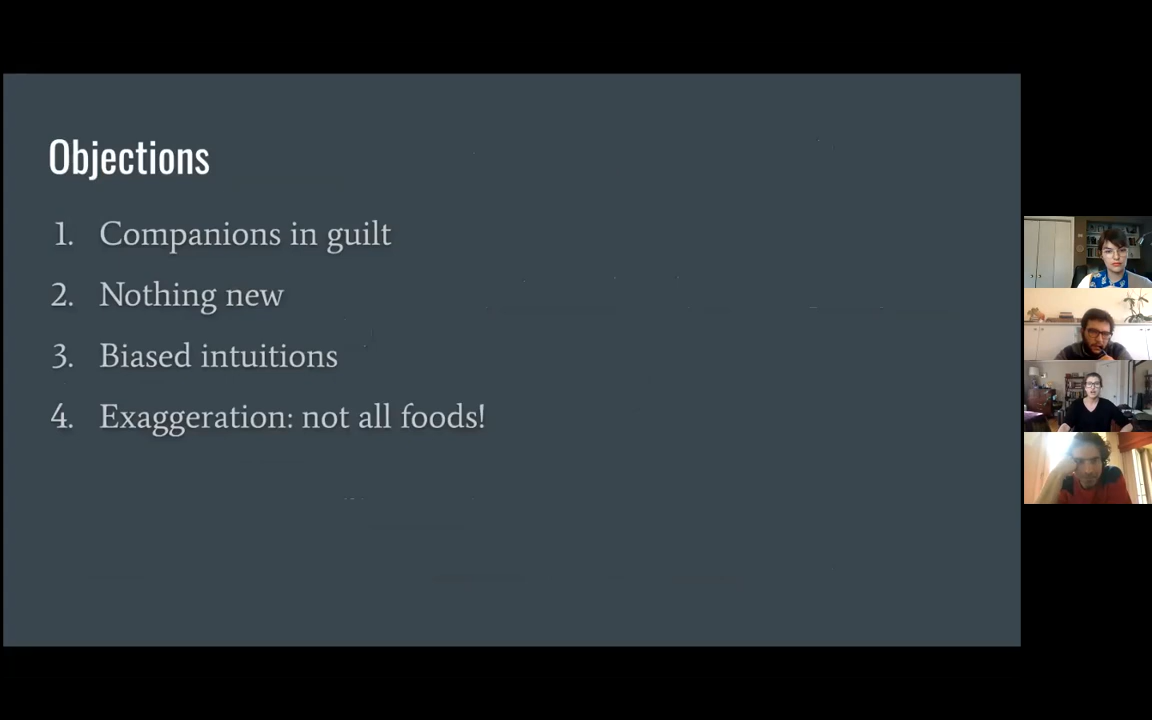 Objections
1. Companions in guilt
2. Nothing new
3. Biased intuitions
4. Exaggeration: not all foods!